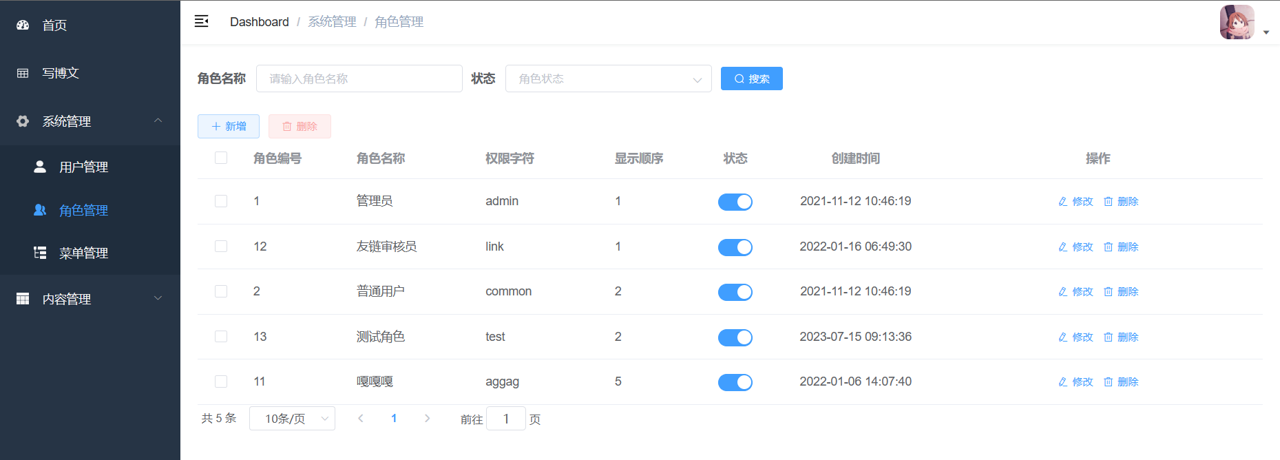 首页
写博文
系统管理
用户管理
角色管理
菜单管理
内容管理
Dashboard / 系统管理 / 角色管理
角色名称 请输入角色名称 状态 角色状态 搜索
新增 删除
角色编号 角色名称 权限字符 显示顺序 状态 创建时间 操作
1 管理员 admin 1 2021-11-12 10:46:19 修改 删除
12 友链审核员 link 1 2022-01-16 06:49:30 修改 删除
2 普通用户 common 2 2021-11-12 10:46:19 修改 删除
13 测试角色 test 2 2023-07-15 09:13:36 修改 删除
11 嘎嘎嘎 aggag 5 2022-01-06 14:07:40 修改 删除
共 5 条 10条/页 1 前往 1 页